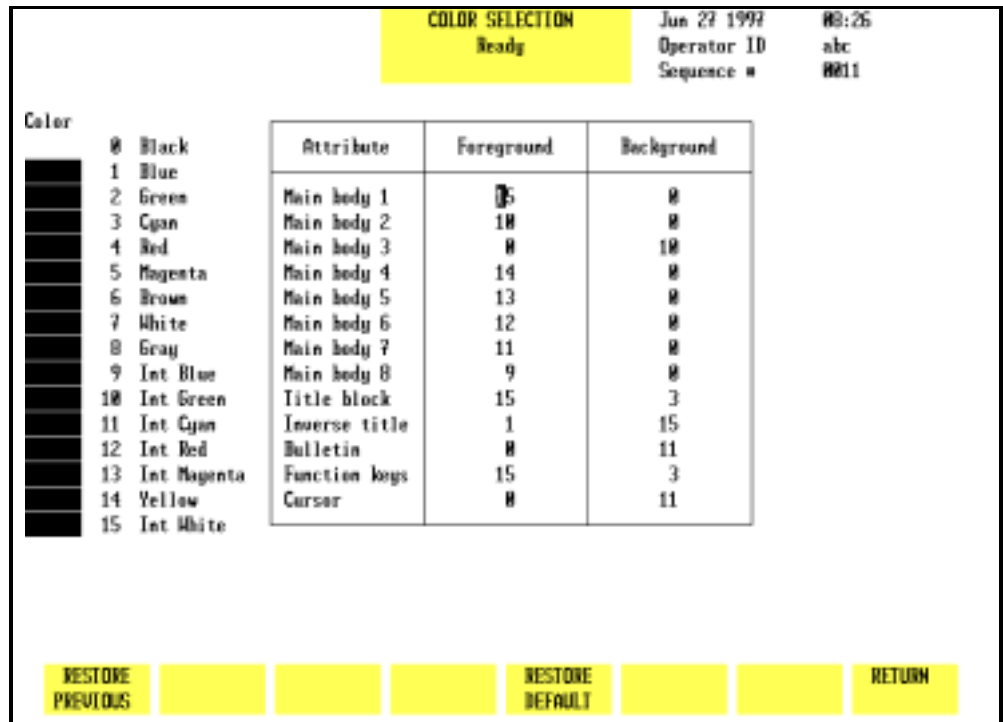 COLOR SELECTION Jun 27 1997 08:26
Ready Operator ID abc
Sequence # 0011
Color
0 Black Attribute Foreground Background
1 Blue
2 Green Main body 1 15 0
3 Cyan Main body 2 10 0
4 Red Main body 3 0 10
5 Magenta Main body 4 14 0
6 Brown Main body 5 13 0
7 White Main body 6 12 0
8 Gray Main body 7 11 0
9 Int Blue Main body 8 9 0
10 Int Green Title block 15 3
11 Int Cyan Inverse title 1 15
12 Int Red Bulletin 0 11
13 Int Magenta Function keys 15 3
14 Yellow Cursor 0 11
15 Int White
RESTORE RESTORE RETURN
PREVIOUS DEFAULT